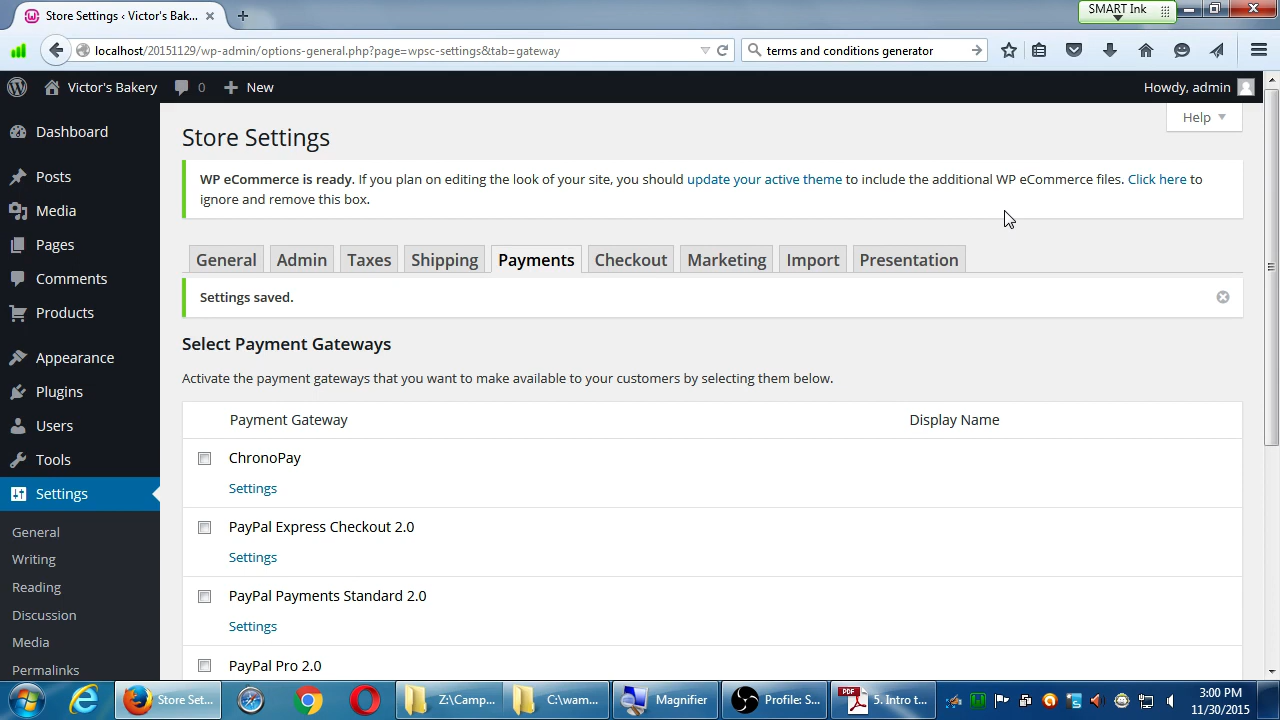 Store Settings ‹ Victor's Bak... ×
SMART Ink
localhost/20151129/wp-admin/options-general.php?page=wpsc-settings&tab=gateway
terms and conditions generator
Victor's Bakery
0
New
Howdy, admin
Help
Dashboard
Posts
Media
Pages
Comments
Products
Appearance
Plugins
Users
Tools
Settings
General
Writing
Reading
Discussion
Media
Permalinks
Store Settings
WP eCommerce is ready. If you plan on editing the look of your site, you should update your active theme to include the additional WP eCommerce files. Click here to
ignore and remove this box.
General
Admin
Taxes
Shipping
Payments
Checkout
Marketing
Import
Presentation
Settings saved.
Select Payment Gateways
Activate the payment gateways that you want to make available to your customers by selecting them below.
Payment Gateway
Display Name
ChronoPay
Settings
PayPal Express Checkout 2.0
Settings
PayPal Payments Standard 2.0
Settings
PayPal Pro 2.0
Store Set...
Z:\Camp...
C:\wam...
Magnifier
Profile: S...
PDF
5. Intro t...
3:00 PM
11/30/2015